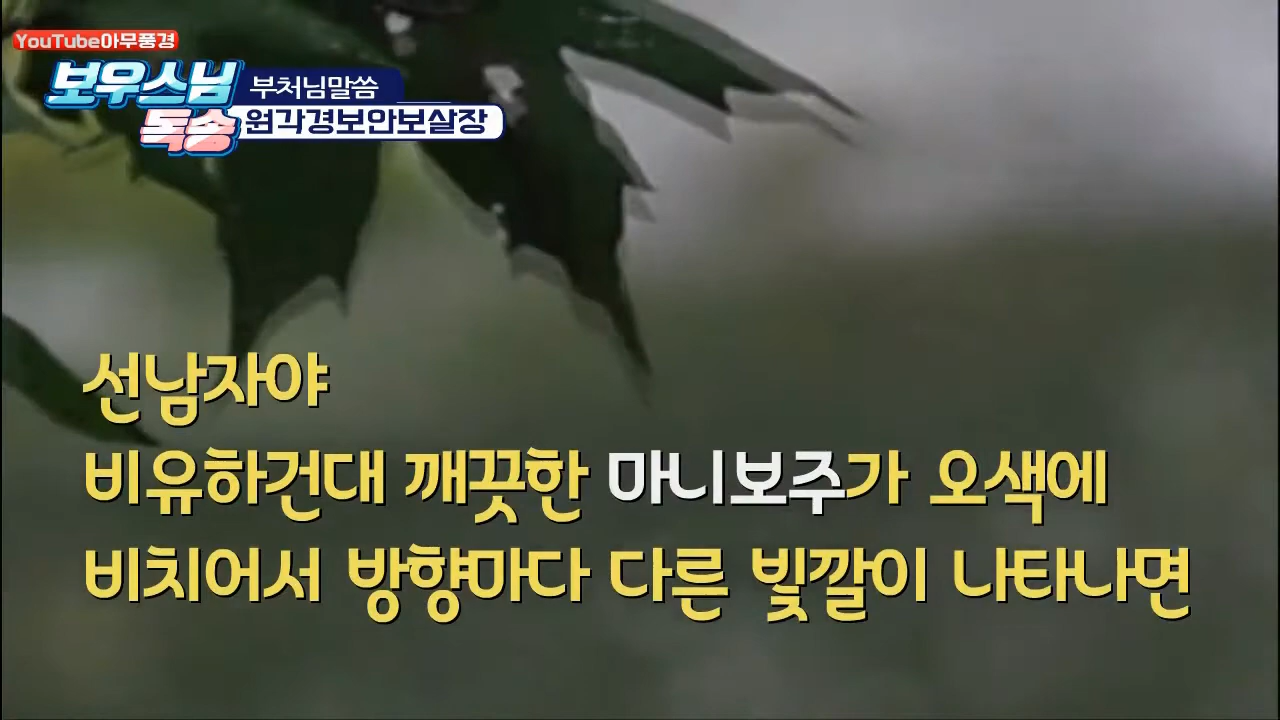 YouTube아무풍경
보우스님
부처님말씀
독송
원각경보안보살장
선남자야
비유하건대 깨끗한 마니보주가 오색에
비치어서 방향마다 다른 빛깔이 나타나면